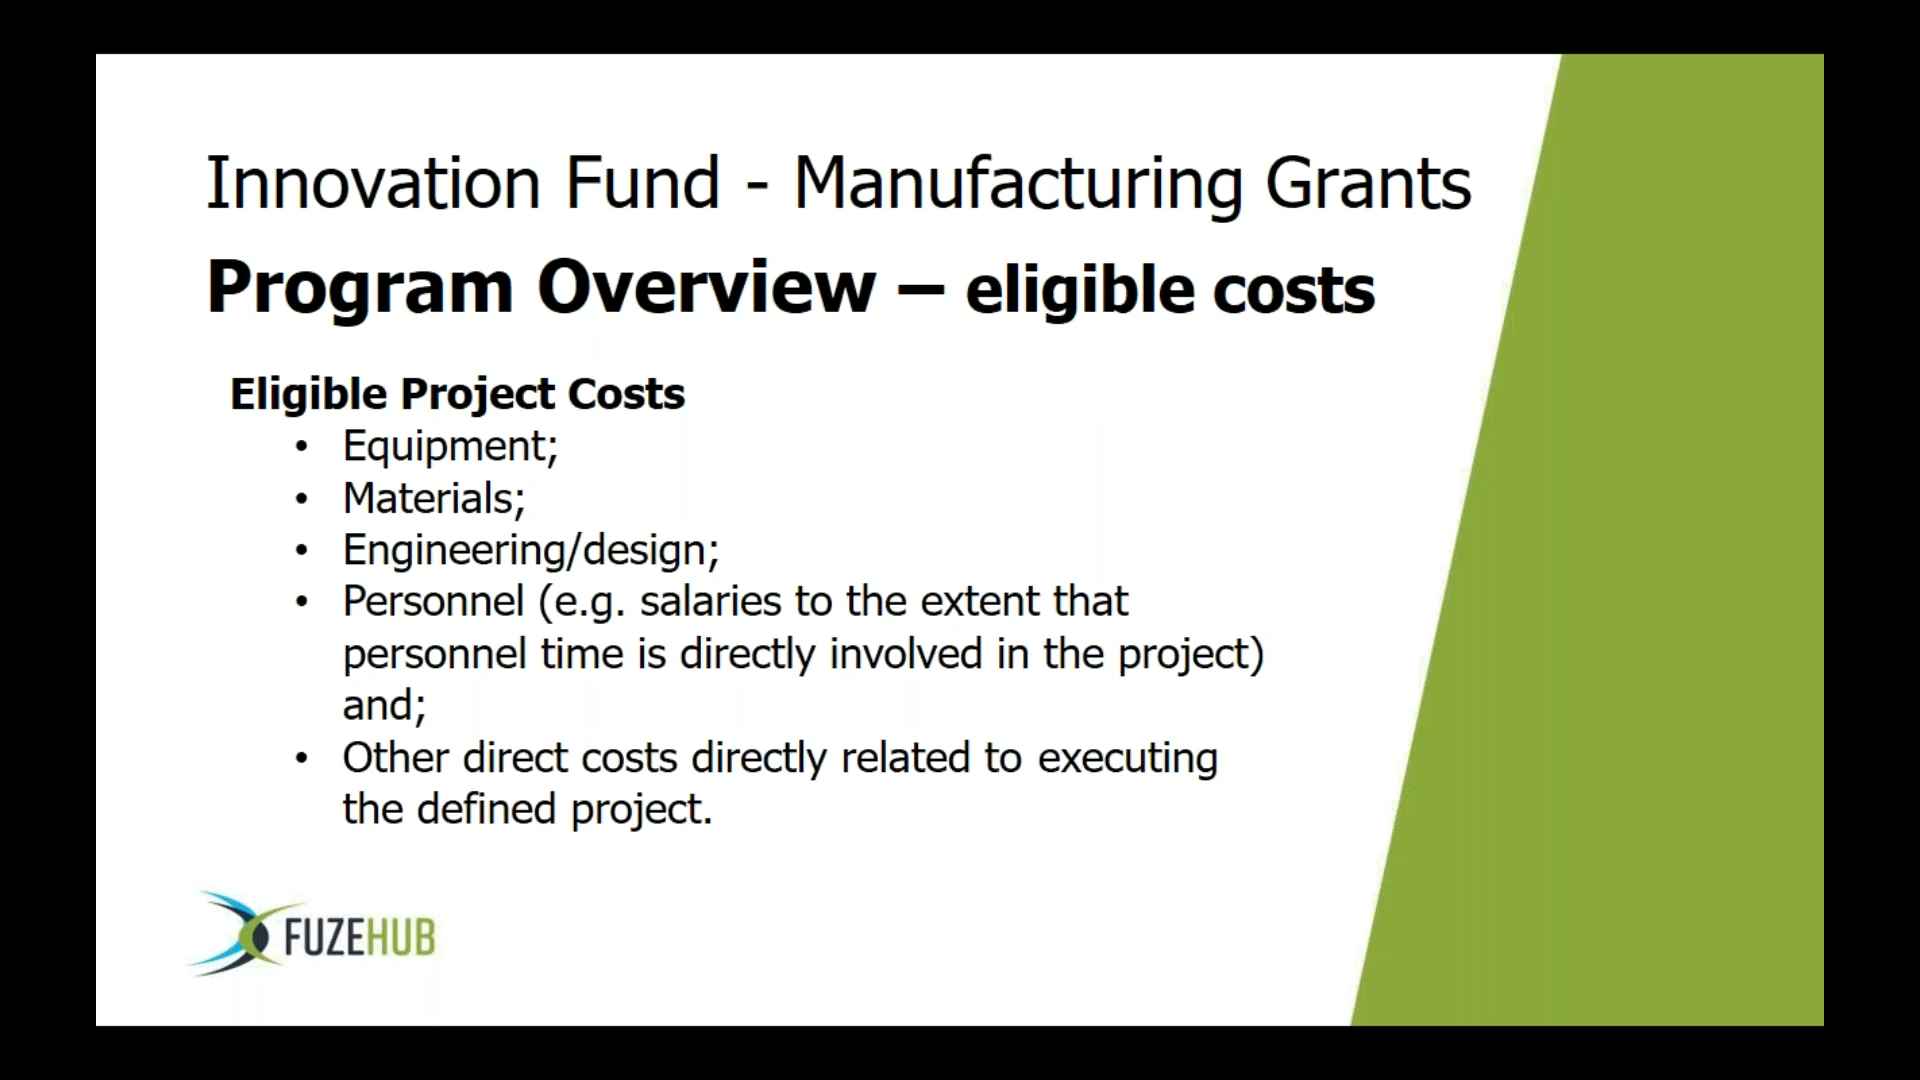 Innovation Fund - Manufacturing Grants
Program Overview – eligible costs
Eligible Project Costs
• Equipment;
• Materials;
• Engineering/design;
• Personnel (e.g. salaries to the extent that
personnel time is directly involved in the project)
and;
• Other direct costs directly related to executing
the defined project.
FUZEHUB